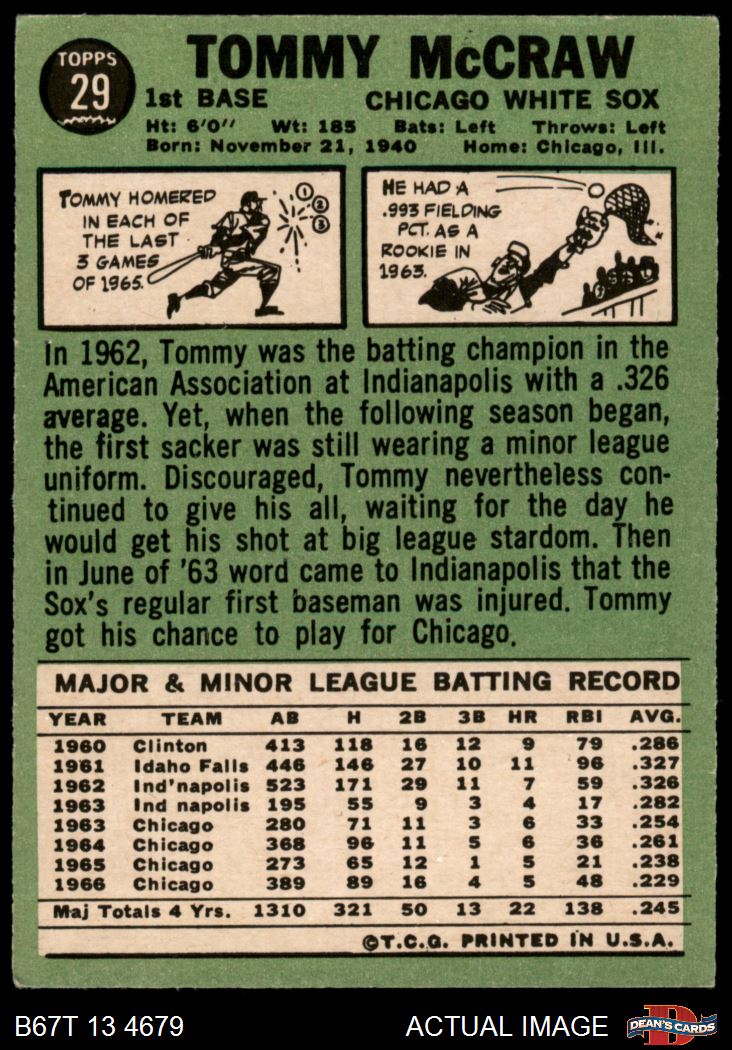 TOPPS
29
TOMMY McCRAW
1st BASE CHICAGO WHITE SOX
Ht: 6'0" Wt: 185 Bats: Left Throws: Left
Born: November 21, 1940 Home: Chicago, Ill.
TOMMY HOMERED
IN EACH OF
THE LAST
3 GAMES
OF 1965.
1
2
3
HE HAD A
.993 FIELDING
PCT. AS A
ROOKIE IN
1963.
In 1962, Tommy was the batting champion in the
American Association at Indianapolis with a .326
average. Yet, when the following season began,
the first sacker was still wearing a minor league
uniform. Discouraged, Tommy nevertheless con-
tinued to give his all, waiting for the day he
would get his shot at big league stardom. Then
in June of '63 word came to Indianapolis that the
Sox's regular first baseman was injured. Tommy
got his chance to play for Chicago.
MAJOR & MINOR LEAGUE BATTING RECORD
YEAR TEAM AB H 2B 3B HR RBI AVG.
1960 Clinton 413 118 16 12 9 79 .286
1961 Idaho Falls 446 146 27 10 11 96 .327
1962 Ind'napolis 523 171 29 11 7 59 .326
1963 Ind napolis 195 55 9 3 4 17 .282
1963 Chicago 280 71 11 3 6 33 .254
1964 Chicago 368 96 11 5 6 36 .261
1965 Chicago 273 65 12 1 5 21 .238
1966 Chicago 389 89 16 4 5 48 .229
Maj Totals 4 Yrs. 1310 321 50 13 22 138 .245
©T.C.G. PRINTED IN U.S.A.
B67T 13 4679 ACTUAL IMAGE
D
DEAN'S CARDS